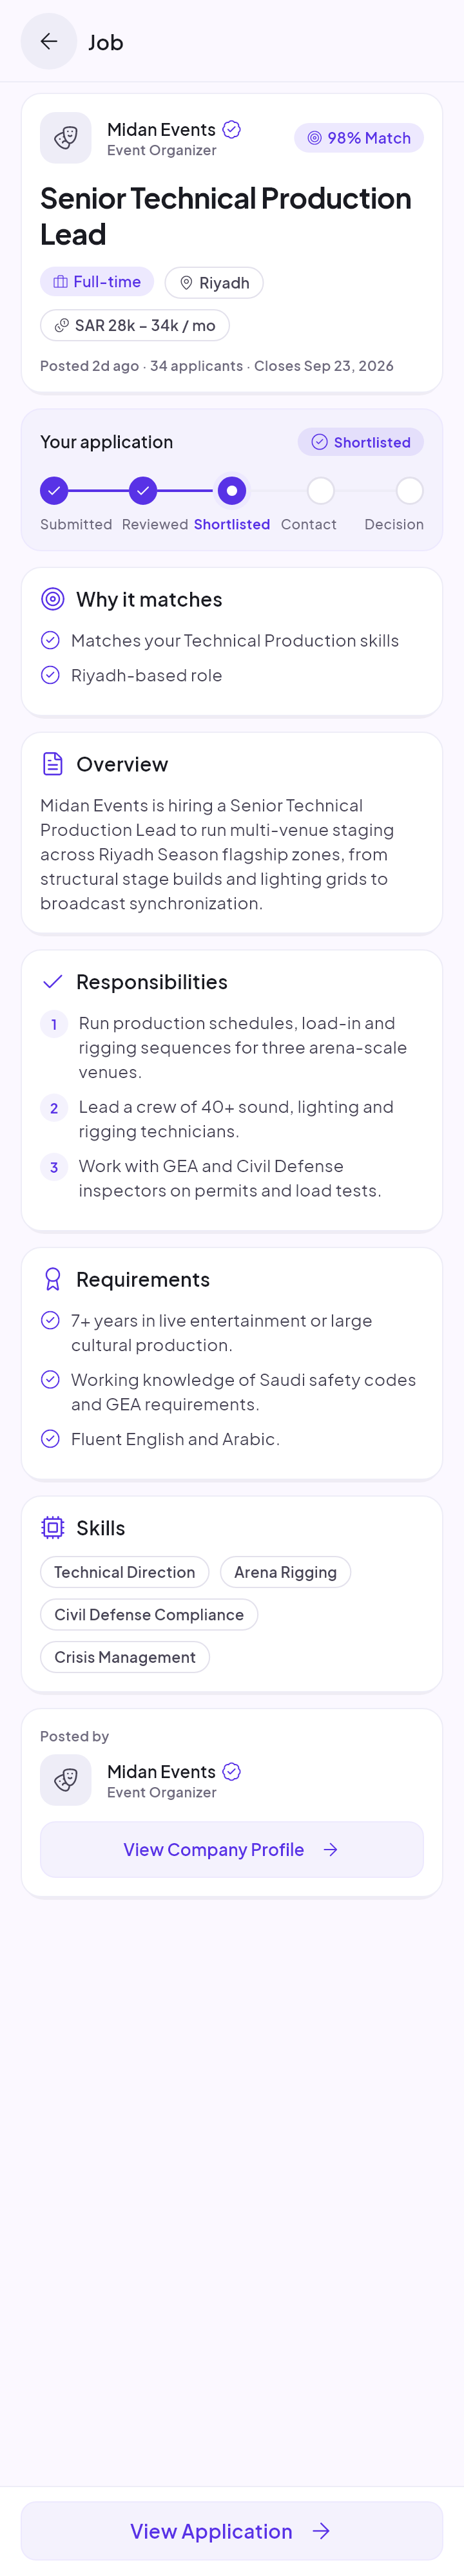 Job
Midan Events
Event Organizer
98% Match
Senior Technical Production
Lead
Full-time
Riyadh
SAR 28k – 34k / mo
Posted 2d ago · 34 applicants · Closes Sep 23, 2026
Your application
Shortlisted
Submitted
Reviewed
Shortlisted
Contact
Decision
Why it matches
Matches your Technical Production skills
Riyadh-based role
Overview
Midan Events is hiring a Senior Technical
Production Lead to run multi-venue staging
across Riyadh Season flagship zones, from
structural stage builds and lighting grids to
broadcast synchronization.
Responsibilities
1 Run production schedules, load-in and
rigging sequences for three arena-scale
venues.
2 Lead a crew of 40+ sound, lighting and
rigging technicians.
3 Work with GEA and Civil Defense
inspectors on permits and load tests.
Requirements
7+ years in live entertainment or large
cultural production.
Working knowledge of Saudi safety codes
and GEA requirements.
Fluent English and Arabic.
Skills
Technical Direction
Arena Rigging
Civil Defense Compliance
Crisis Management
Posted by
Midan Events
Event Organizer
View Company Profile
View Application